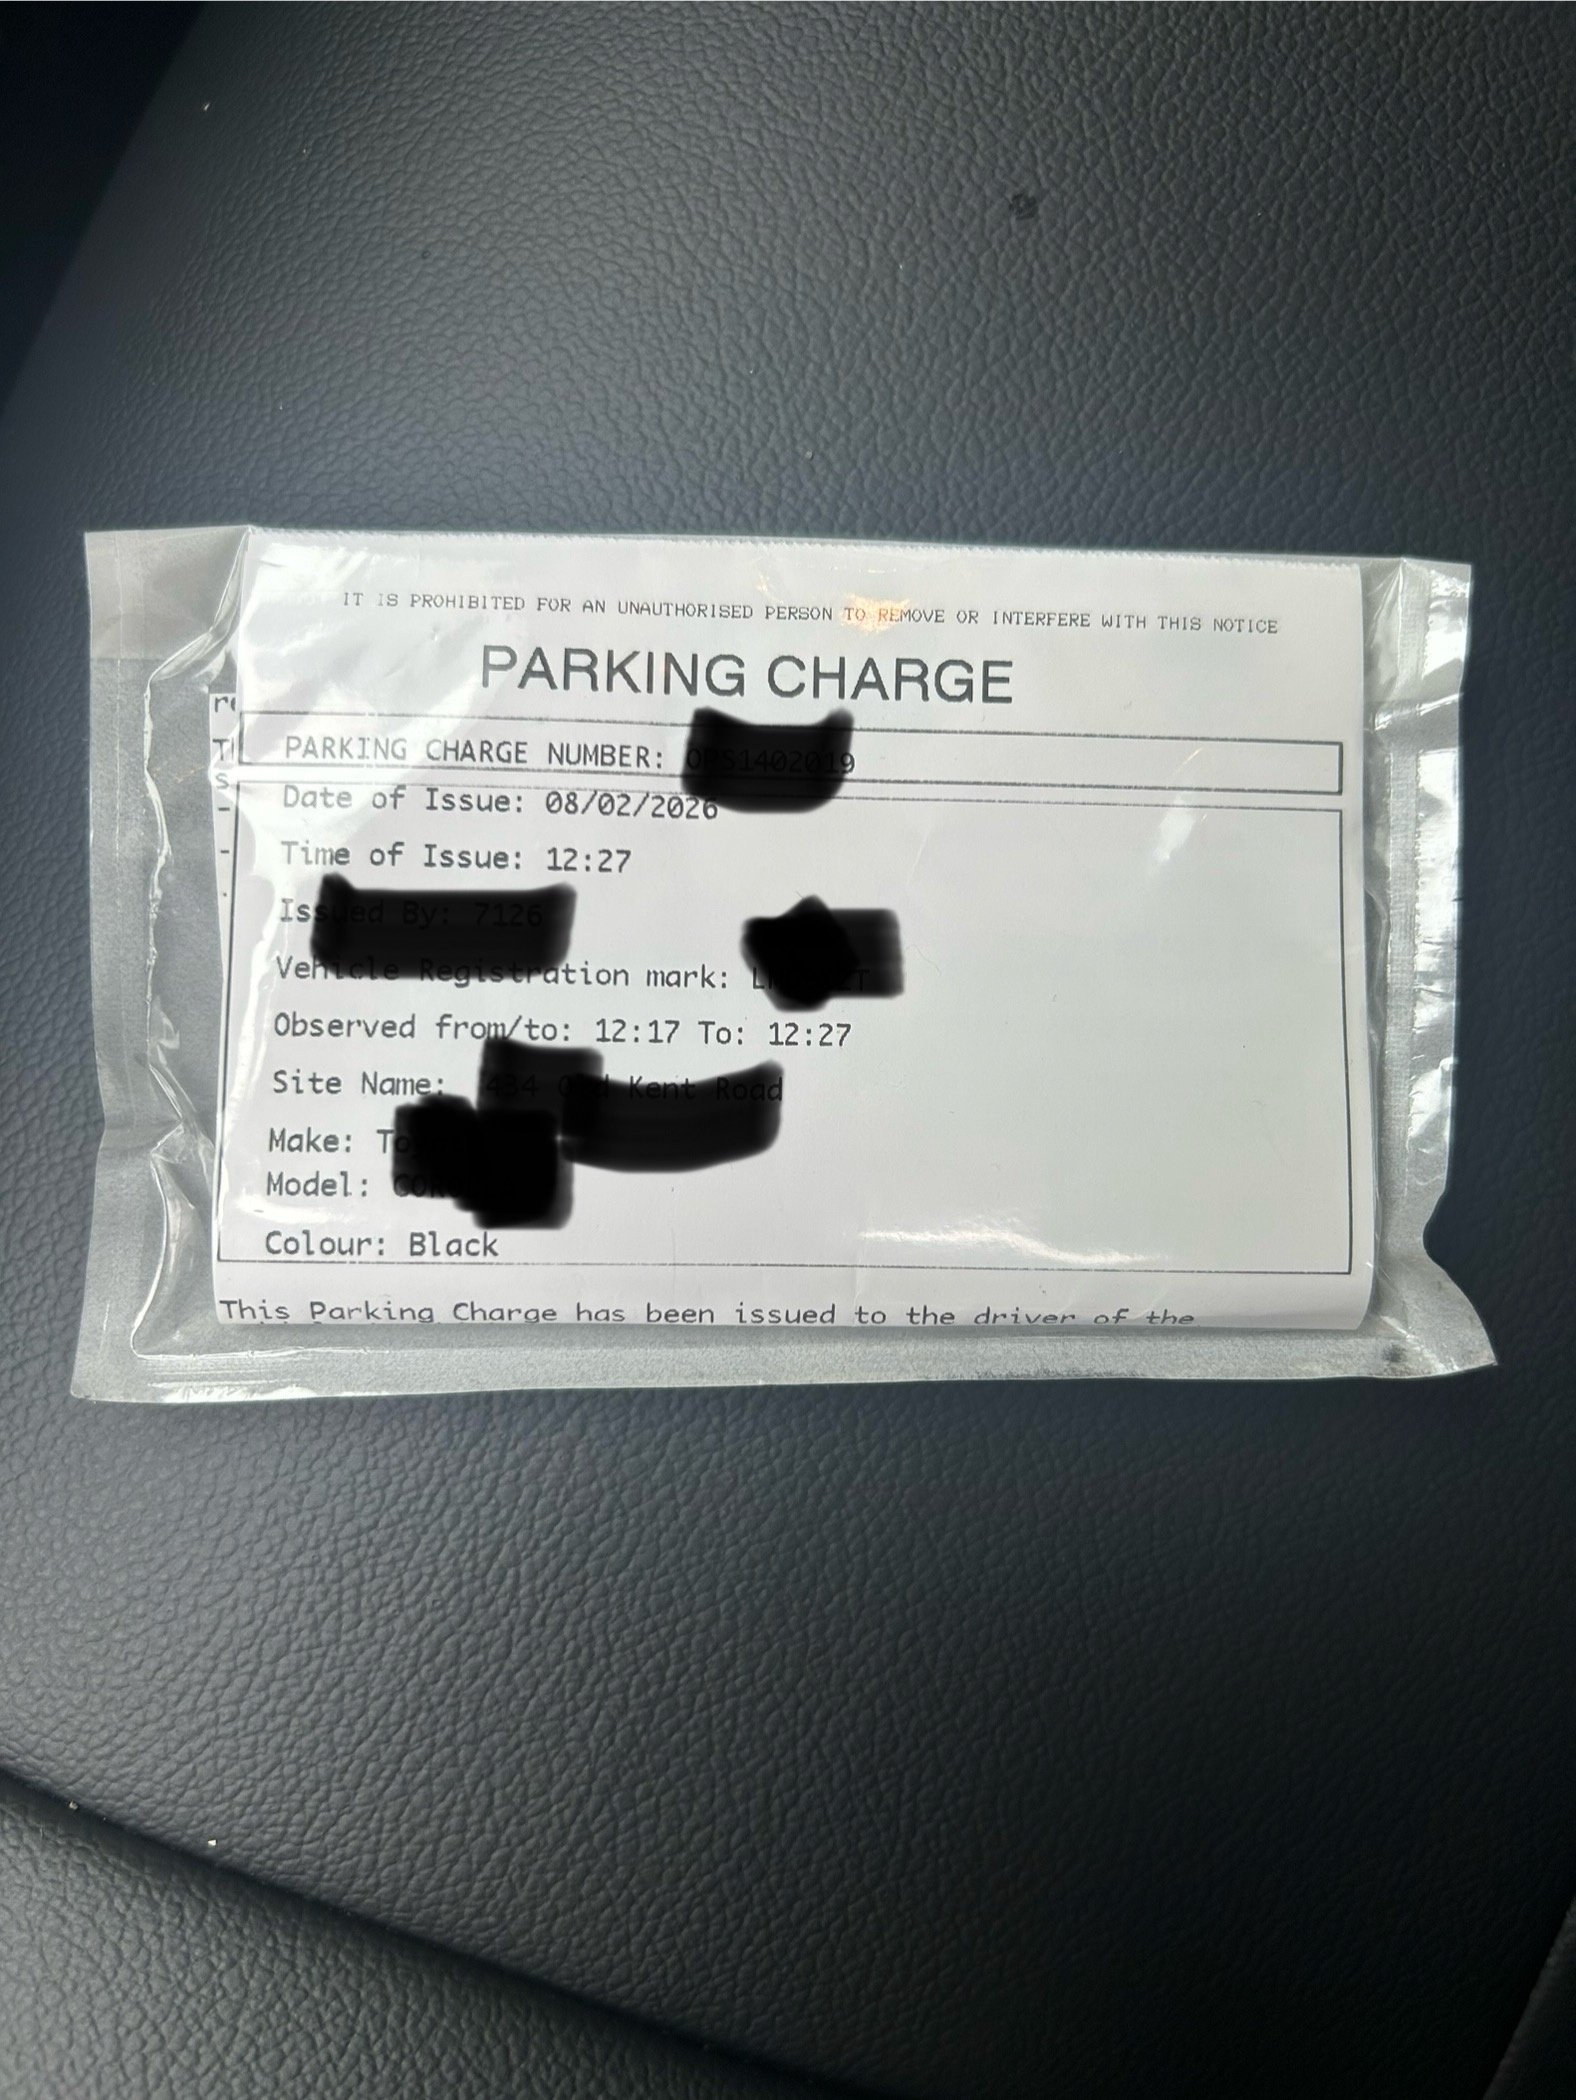 IT IS PROHIBITED FOR AN UNAUTHORISED PERSON TO REMOVE OR INTERFERE WITH THIS NOTICE
PARKING CHARGE
PARKING CHARGE NUMBER:
Date of Issue: 08/02/2026
Time of Issue: 12:27
Issued By:
Vehicle Registration mark:
Observed from/to: 12:17 To: 12:27
Site Name:
Make:
Model:
Colour: Black
This Parking Charge has been issued to the driver of the